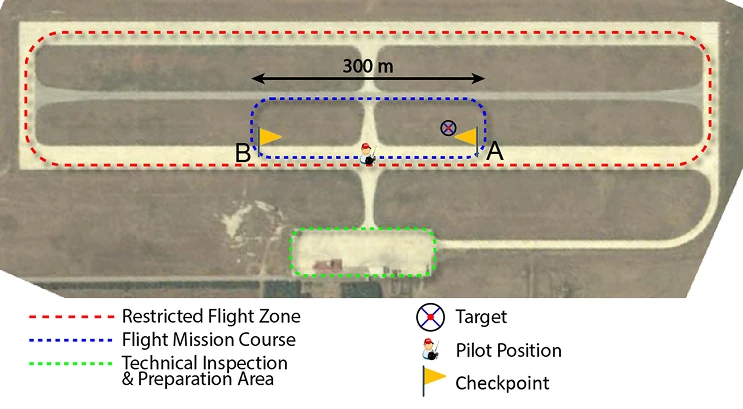 300 m
B
A
Restricted Flight Zone
Flight Mission Course
Technical Inspection
& Preparation Area
Target
Pilot Position
Checkpoint